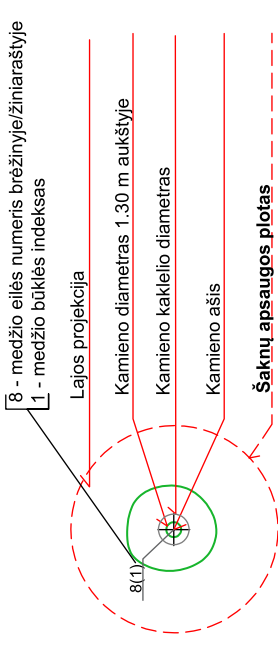 8 - medžio eilės numeris brėžinyje/žiniaraštyje
1 - medžio būklės indeksas
Lajos projekcija
Kamieno diametras 1.30 m aukštyje
Kamieno kaklelio diametras
Kamieno ašis
Šaknų apsaugos plotas
8(1)